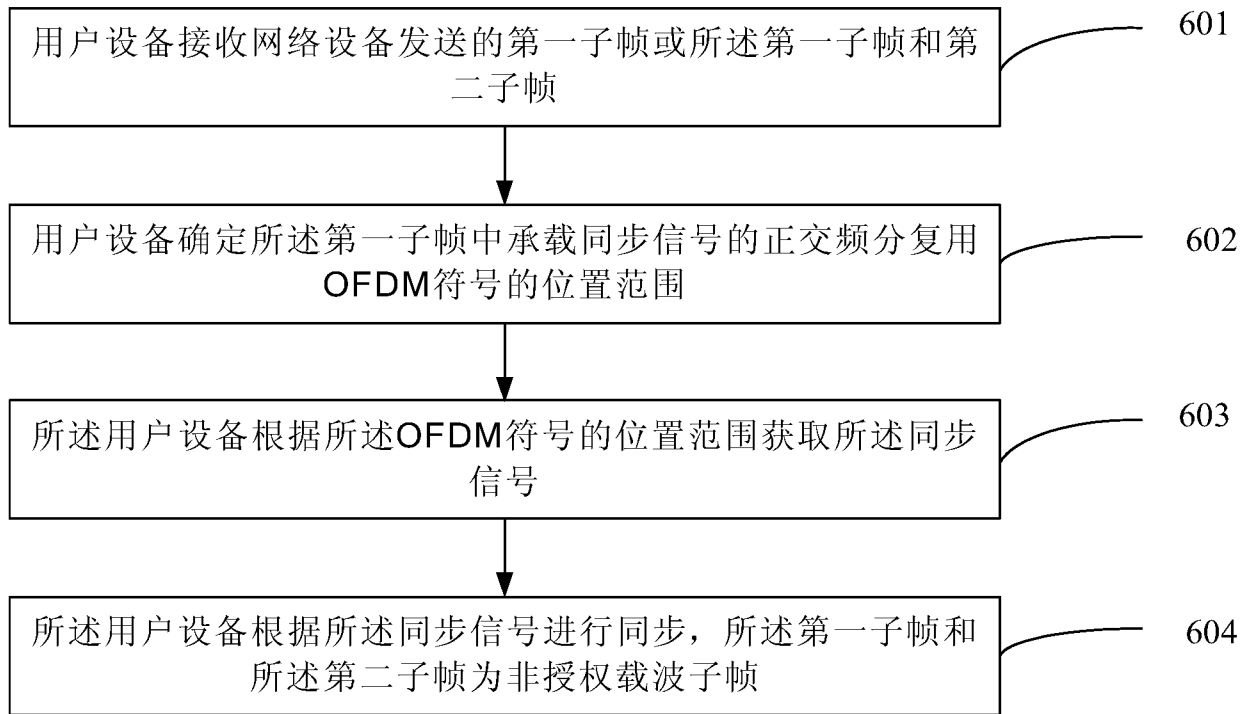 用户设备接收网络设备发送的第一子帧或所述第一子帧和第
二子帧
601
用户设备确定所述第一子帧中承载同步信号的正交频分复用
OFDM符号的位置范围
602
所述用户设备根据所述OFDM符号的位置范围获取所述同步
信号
603
所述用户设备根据所述同步信号进行同步，所述第一子帧和
所述第二子帧为非授权载波子帧
604